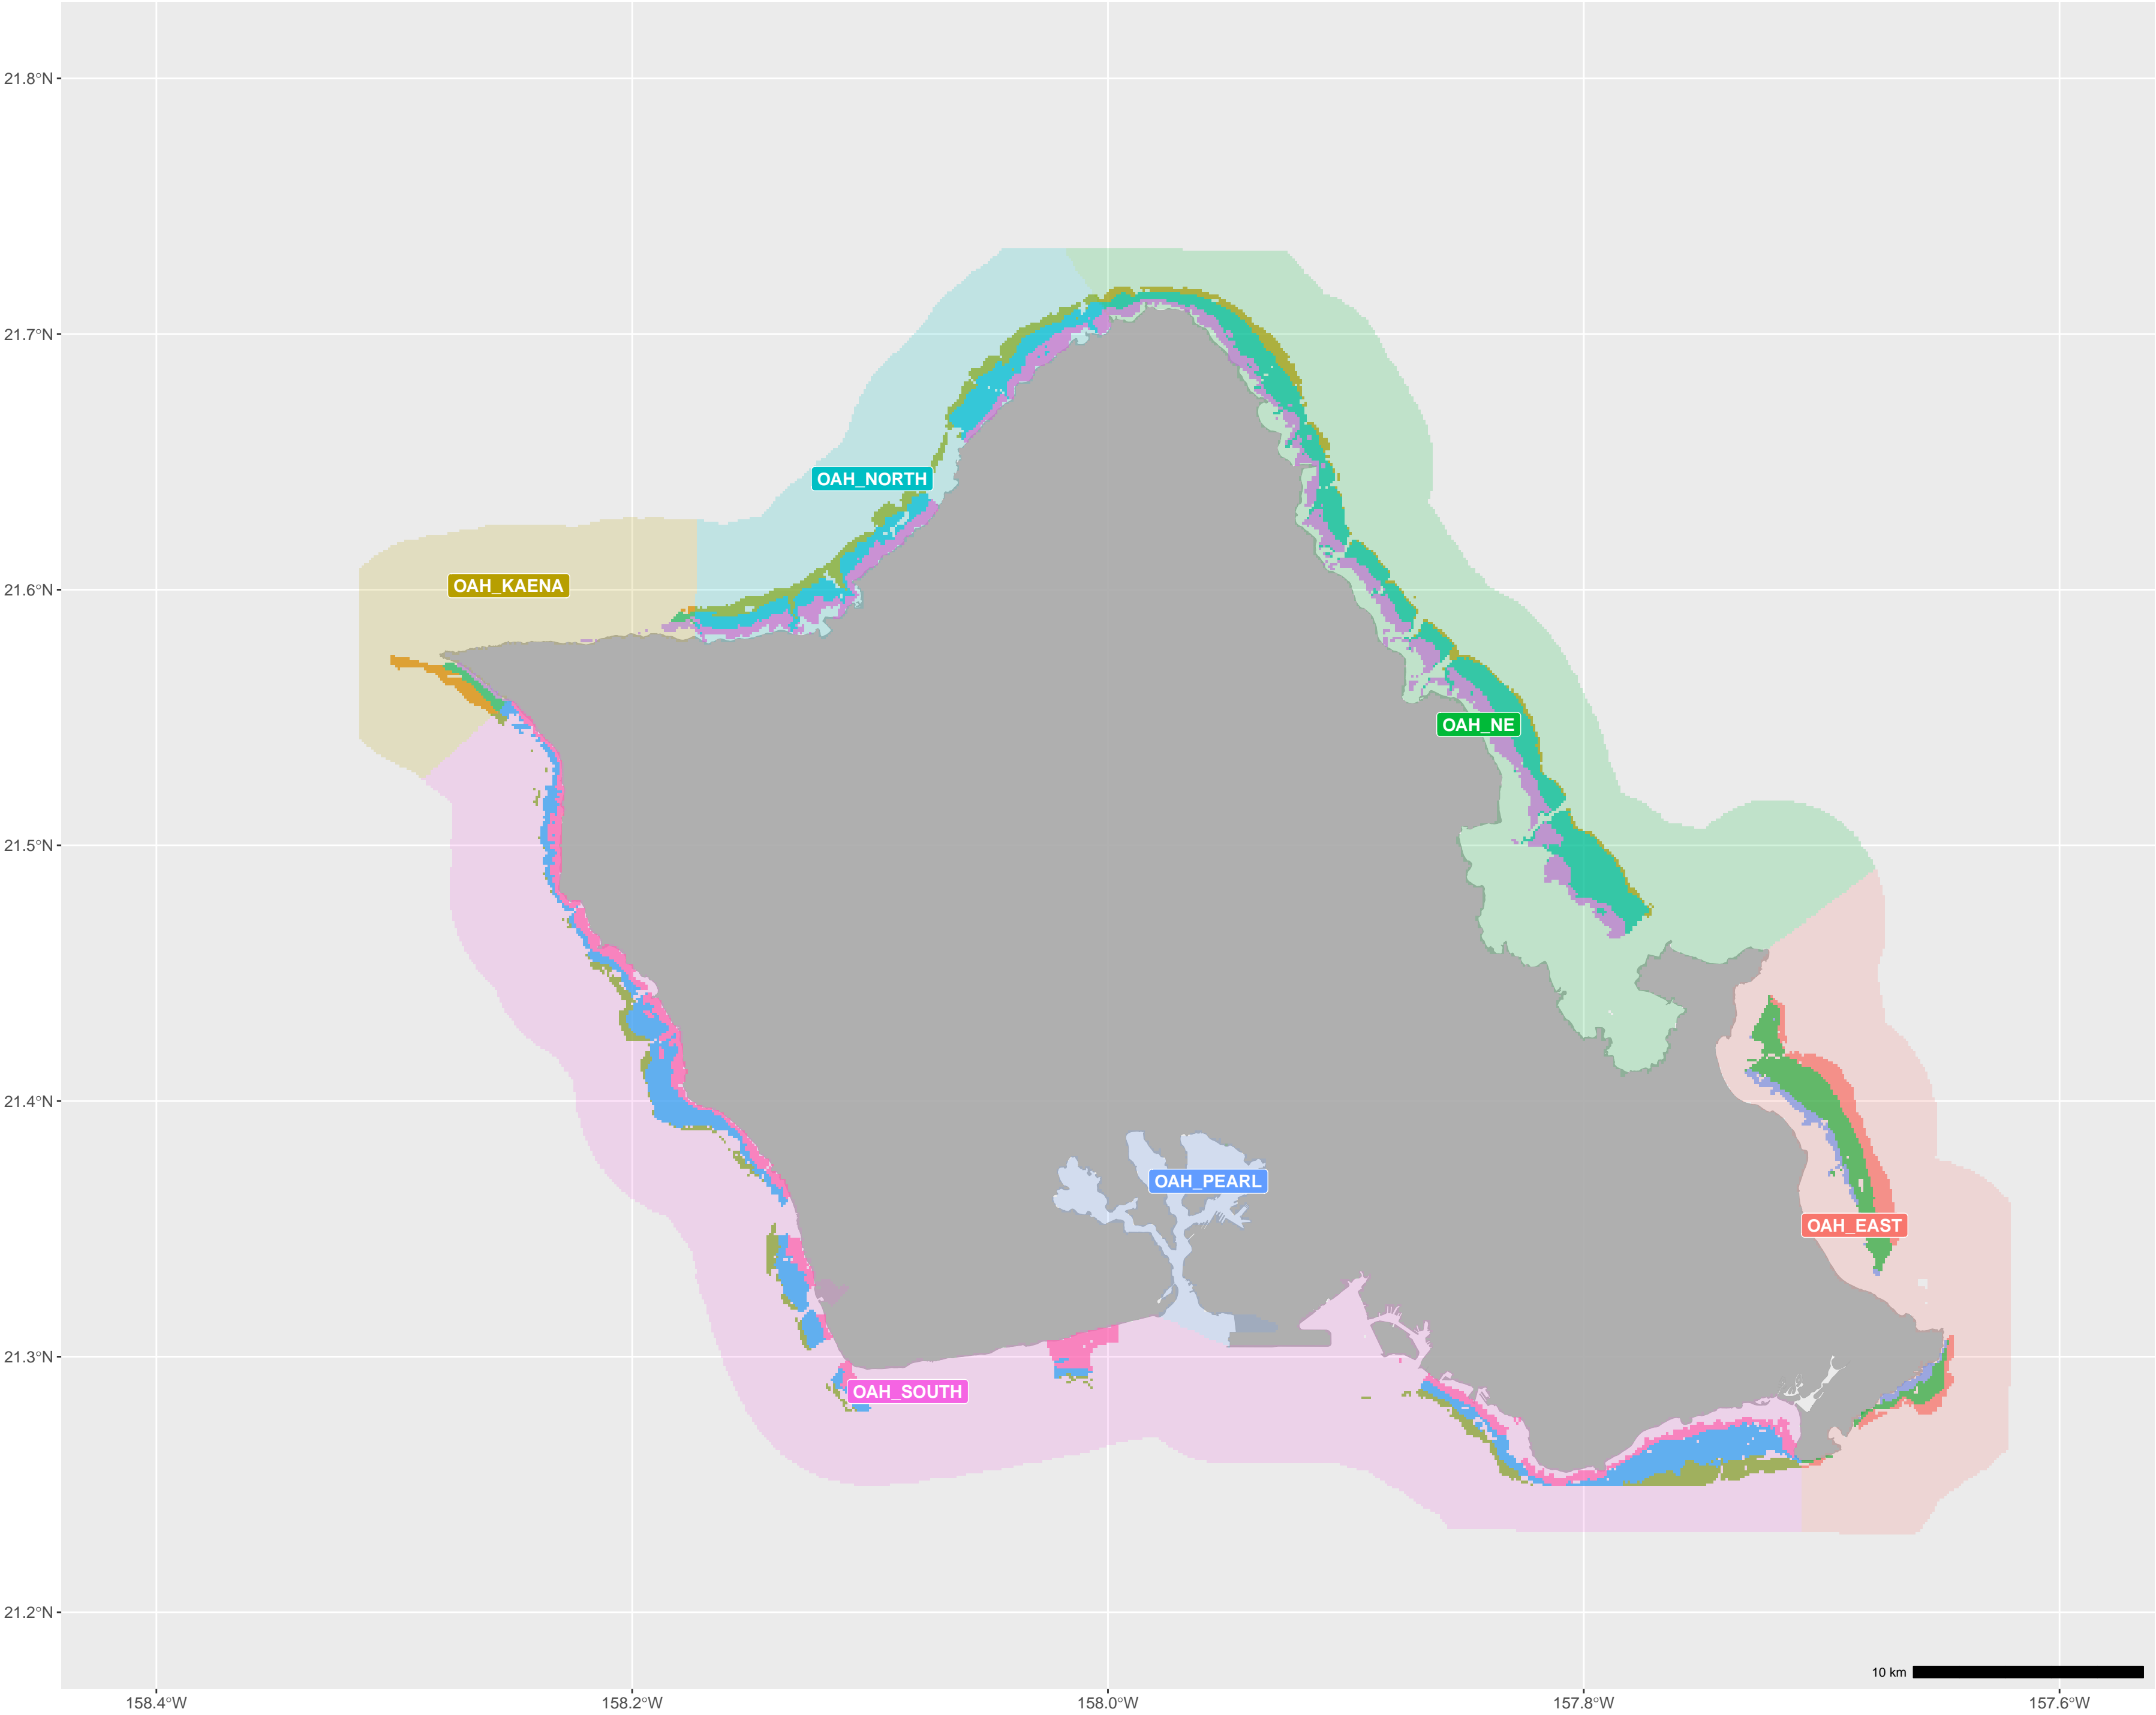 21.8°N
21.7°N
OAH_NORTH
21.6°N
OAH_KAENA
OAH_NE
21.5°N
21.4°N
OAH_PEARL
OAH_EAST
21.3°N
OAH_SOUTH
21.2°N
10 km
158.4°W 158.2°W 158.0°W 157.8°W 157.6°W